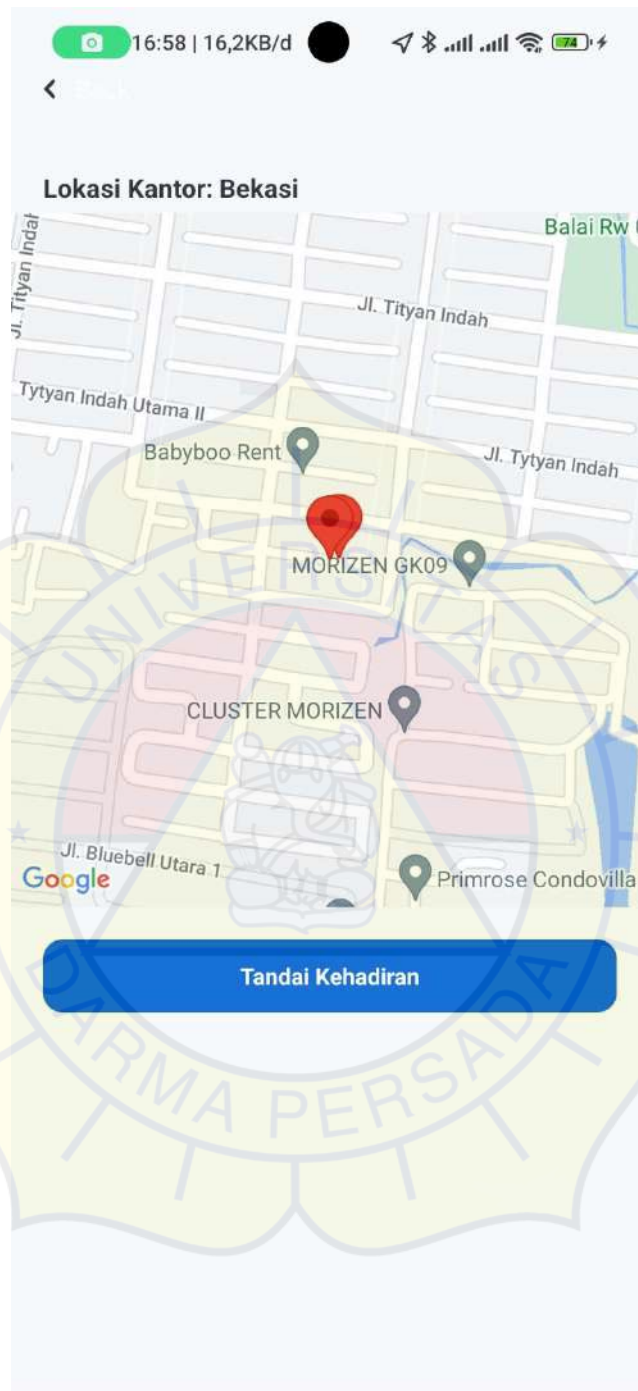 16:58 | 16,2KB/d
74
Back
Lokasi Kantor: Bekasi
Balai Rw
Jl. Tityan Indah
Jl. Tityan Indah
Tytyan Indah Utama II
Babyboo Rent
Jl. Tytyan Indah
MORIZEN GK09
CLUSTER MORIZEN
Jl. Bluebell Utara 1
Google
Primrose Condovilla
Tandai Kehadiran
UNIVERSITAS
DARMA PERSADA